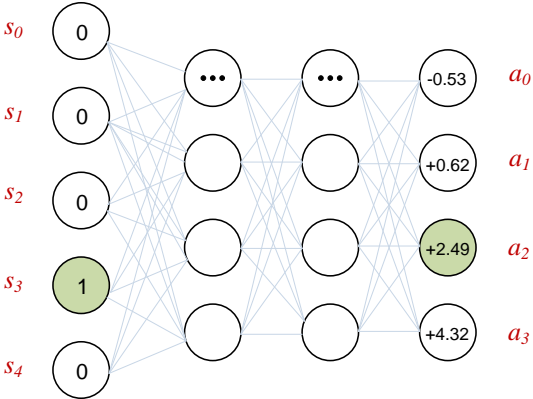 s0
0
s1
0
s2
0
s3
1
s4
0
•••
•••
-0.53
a0
+0.62
a1
+2.49
a2
+4.32
a3